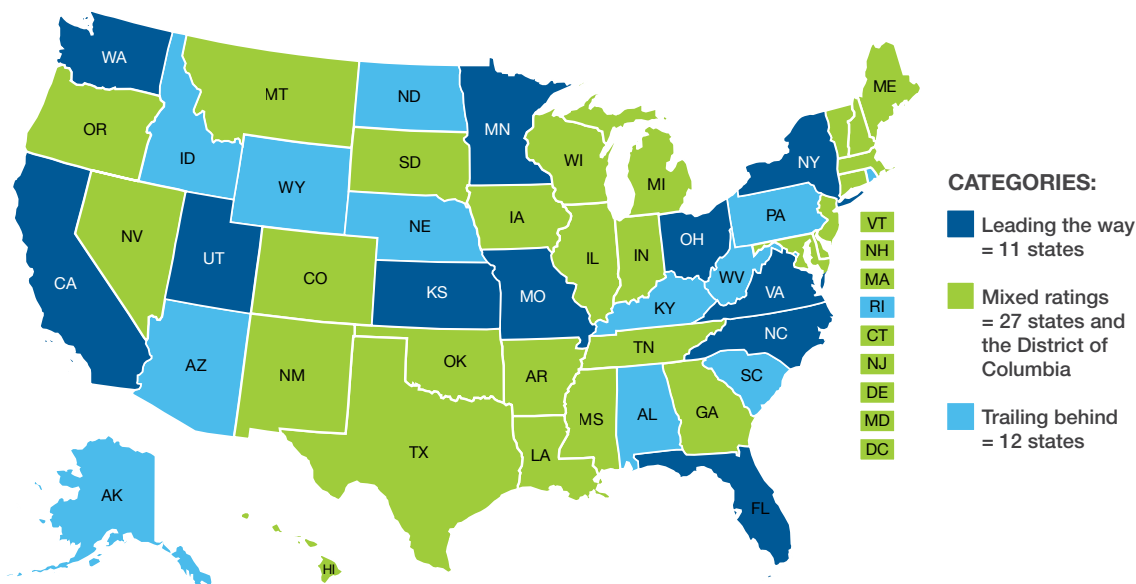 WA
MT
ND
MN
ME
OR
ID
WY
SD
WI
MI
NY
NE
IA
PA
NV
UT
CO
KS
MO
IL
IN
OH
WV
VA
CA
KY
NC
AZ
NM
OK
AR
TN
SC
TX
LA
MS
AL
GA
AK
HI
FL
VT
NH
MA
RI
CT
NJ
DE
MD
DC
CATEGORIES:
Leading the way
= 11 states
Mixed ratings
= 27 states and
the District of
Columbia
Trailing behind
= 12 states